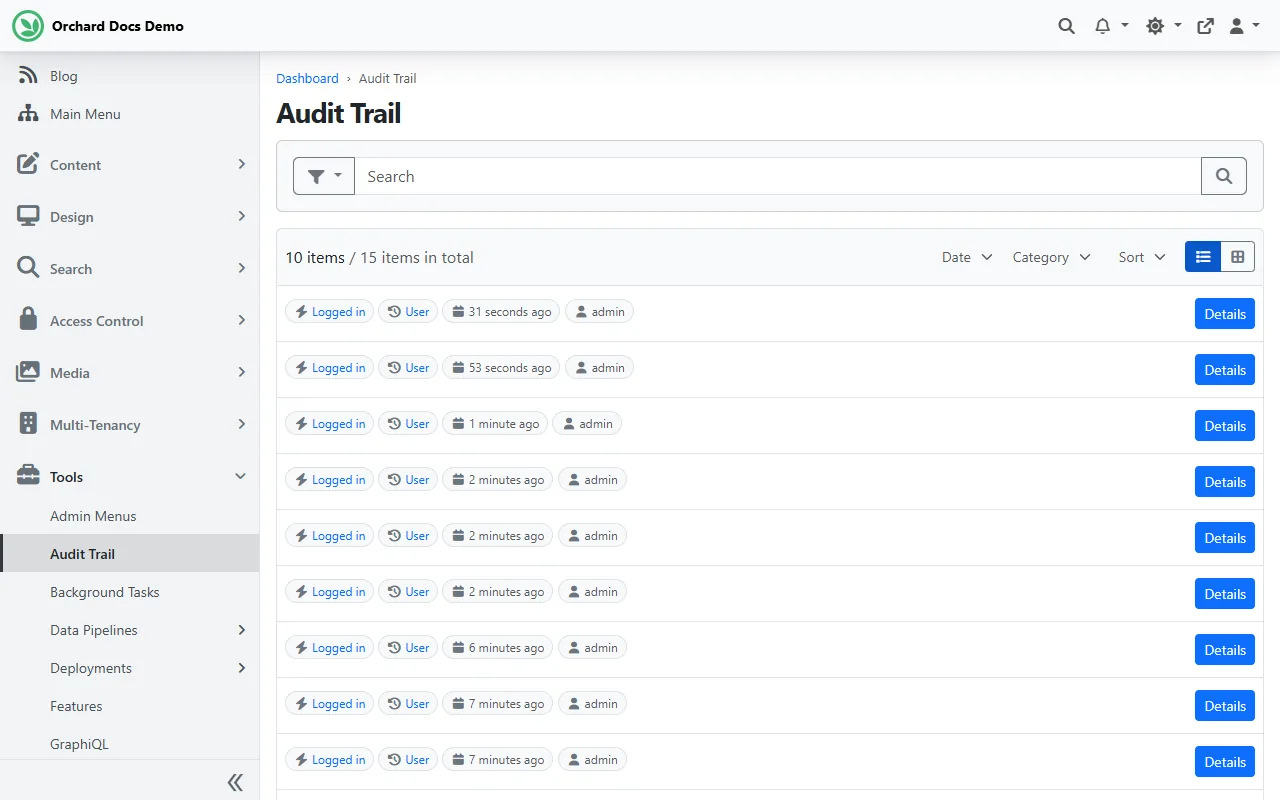 Orchard Docs Demo
Blog
Main Menu
Content
Design
Search
Access Control
Media
Multi-Tenancy
Tools
Admin Menus
Audit Trail
Background Tasks
Data Pipelines
Deployments
Features
GraphiQL
Dashboard › Audit Trail
Audit Trail
Search
10 items / 15 items in total
Date Category Sort
Logged in User 31 seconds ago admin Details
Logged in User 53 seconds ago admin Details
Logged in User 1 minute ago admin Details
Logged in User 2 minutes ago admin Details
Logged in User 2 minutes ago admin Details
Logged in User 2 minutes ago admin Details
Logged in User 6 minutes ago admin Details
Logged in User 7 minutes ago admin Details
Logged in User 7 minutes ago admin Details